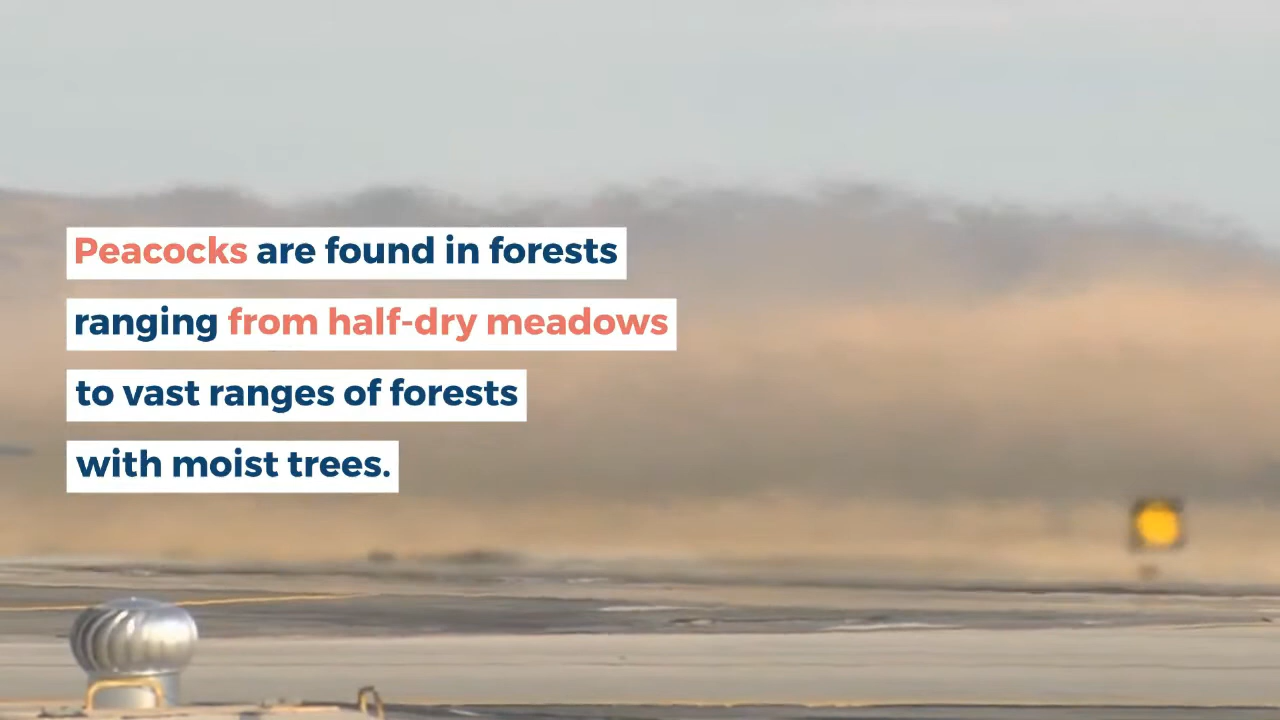 Peacocks are found in forests
ranging from half-dry meadows
to vast ranges of forests
with moist trees.